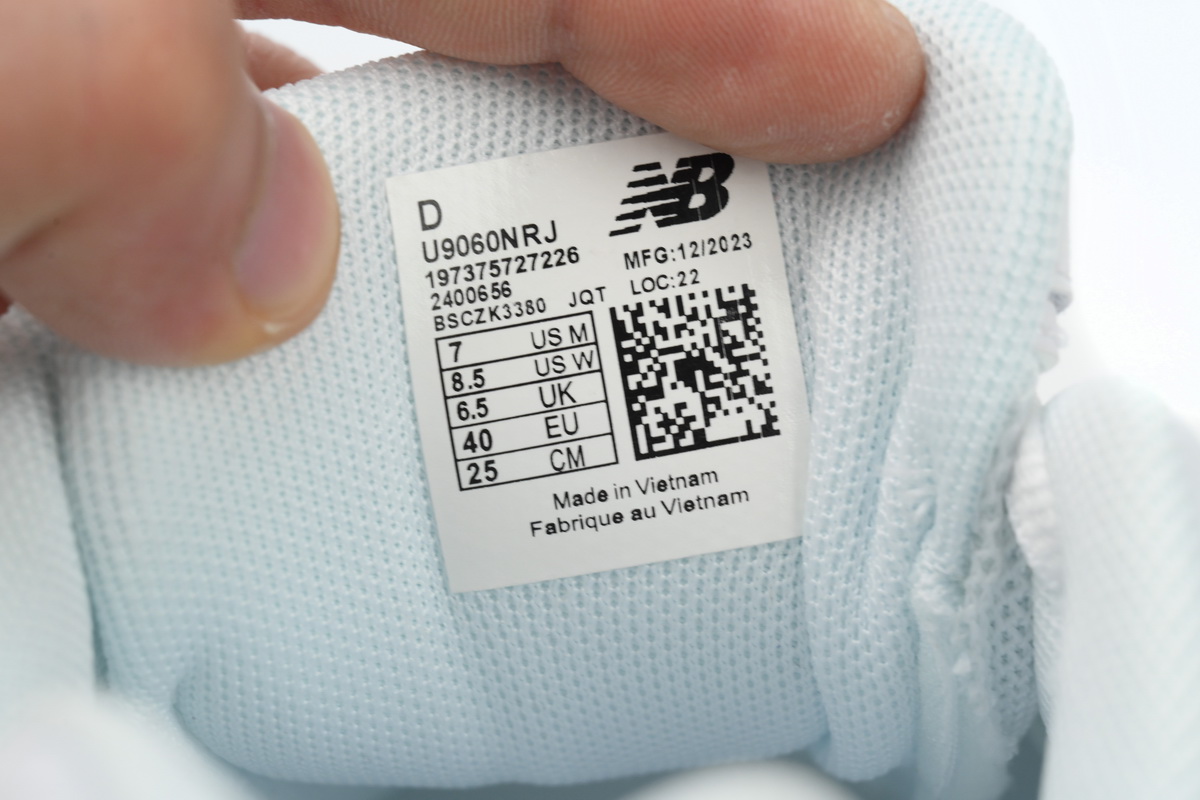 NB
D
U9060NRJ
197375727226
2400656
BSCZK3380 JQT
MFG:12/2023
LOC:22
7 US M
8.5 US W
6.5 UK
40 EU
25 CM
Made in Vietnam
Fabrique au Vietnam